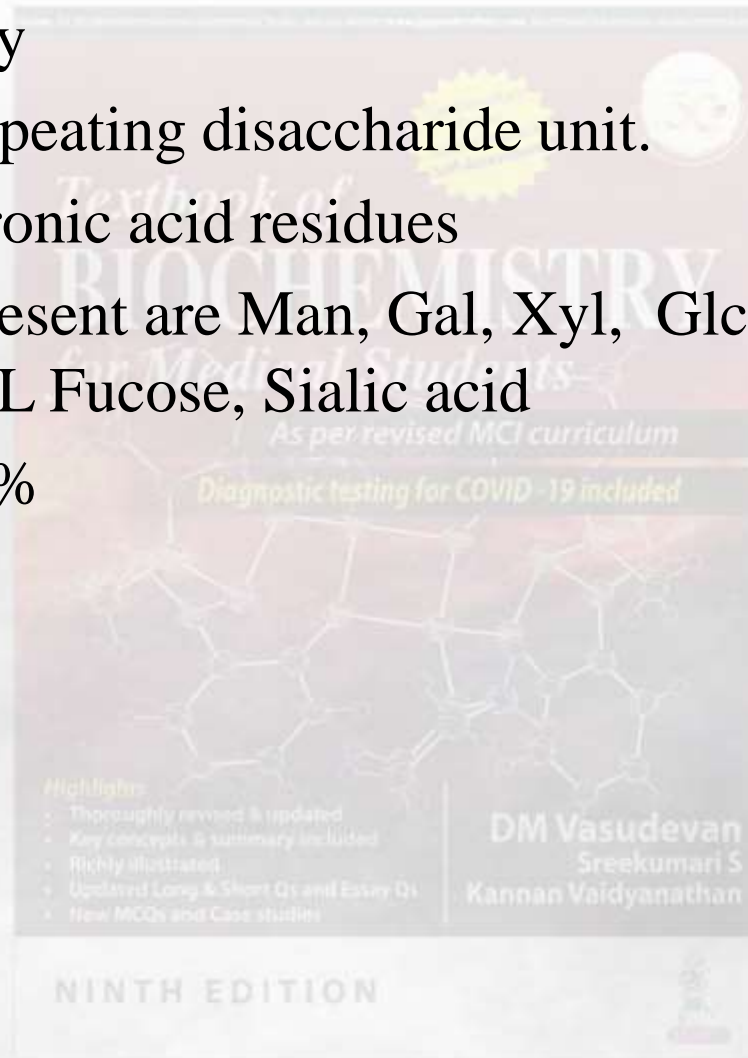 y
peating disaccharide unit.
ronic acid residues
esent are Man, Gal, Xyl, Glc
L Fucose, Sialic acid
%
Textbook of
BIOCHEMISTRY
for Medical Students
As per revised MCI curriculum
Diagnostic testing for COVID-19 included
Highlights
• Thoroughly revised & updated
• Key concepts & summary included
• Richly illustrated
• Updated Long & Short Qs and Essay Qs
• New MCQs and Case studies
DM Vasudevan
Sreekumari S
Kannan Vaidyanathan
NINTH EDITION